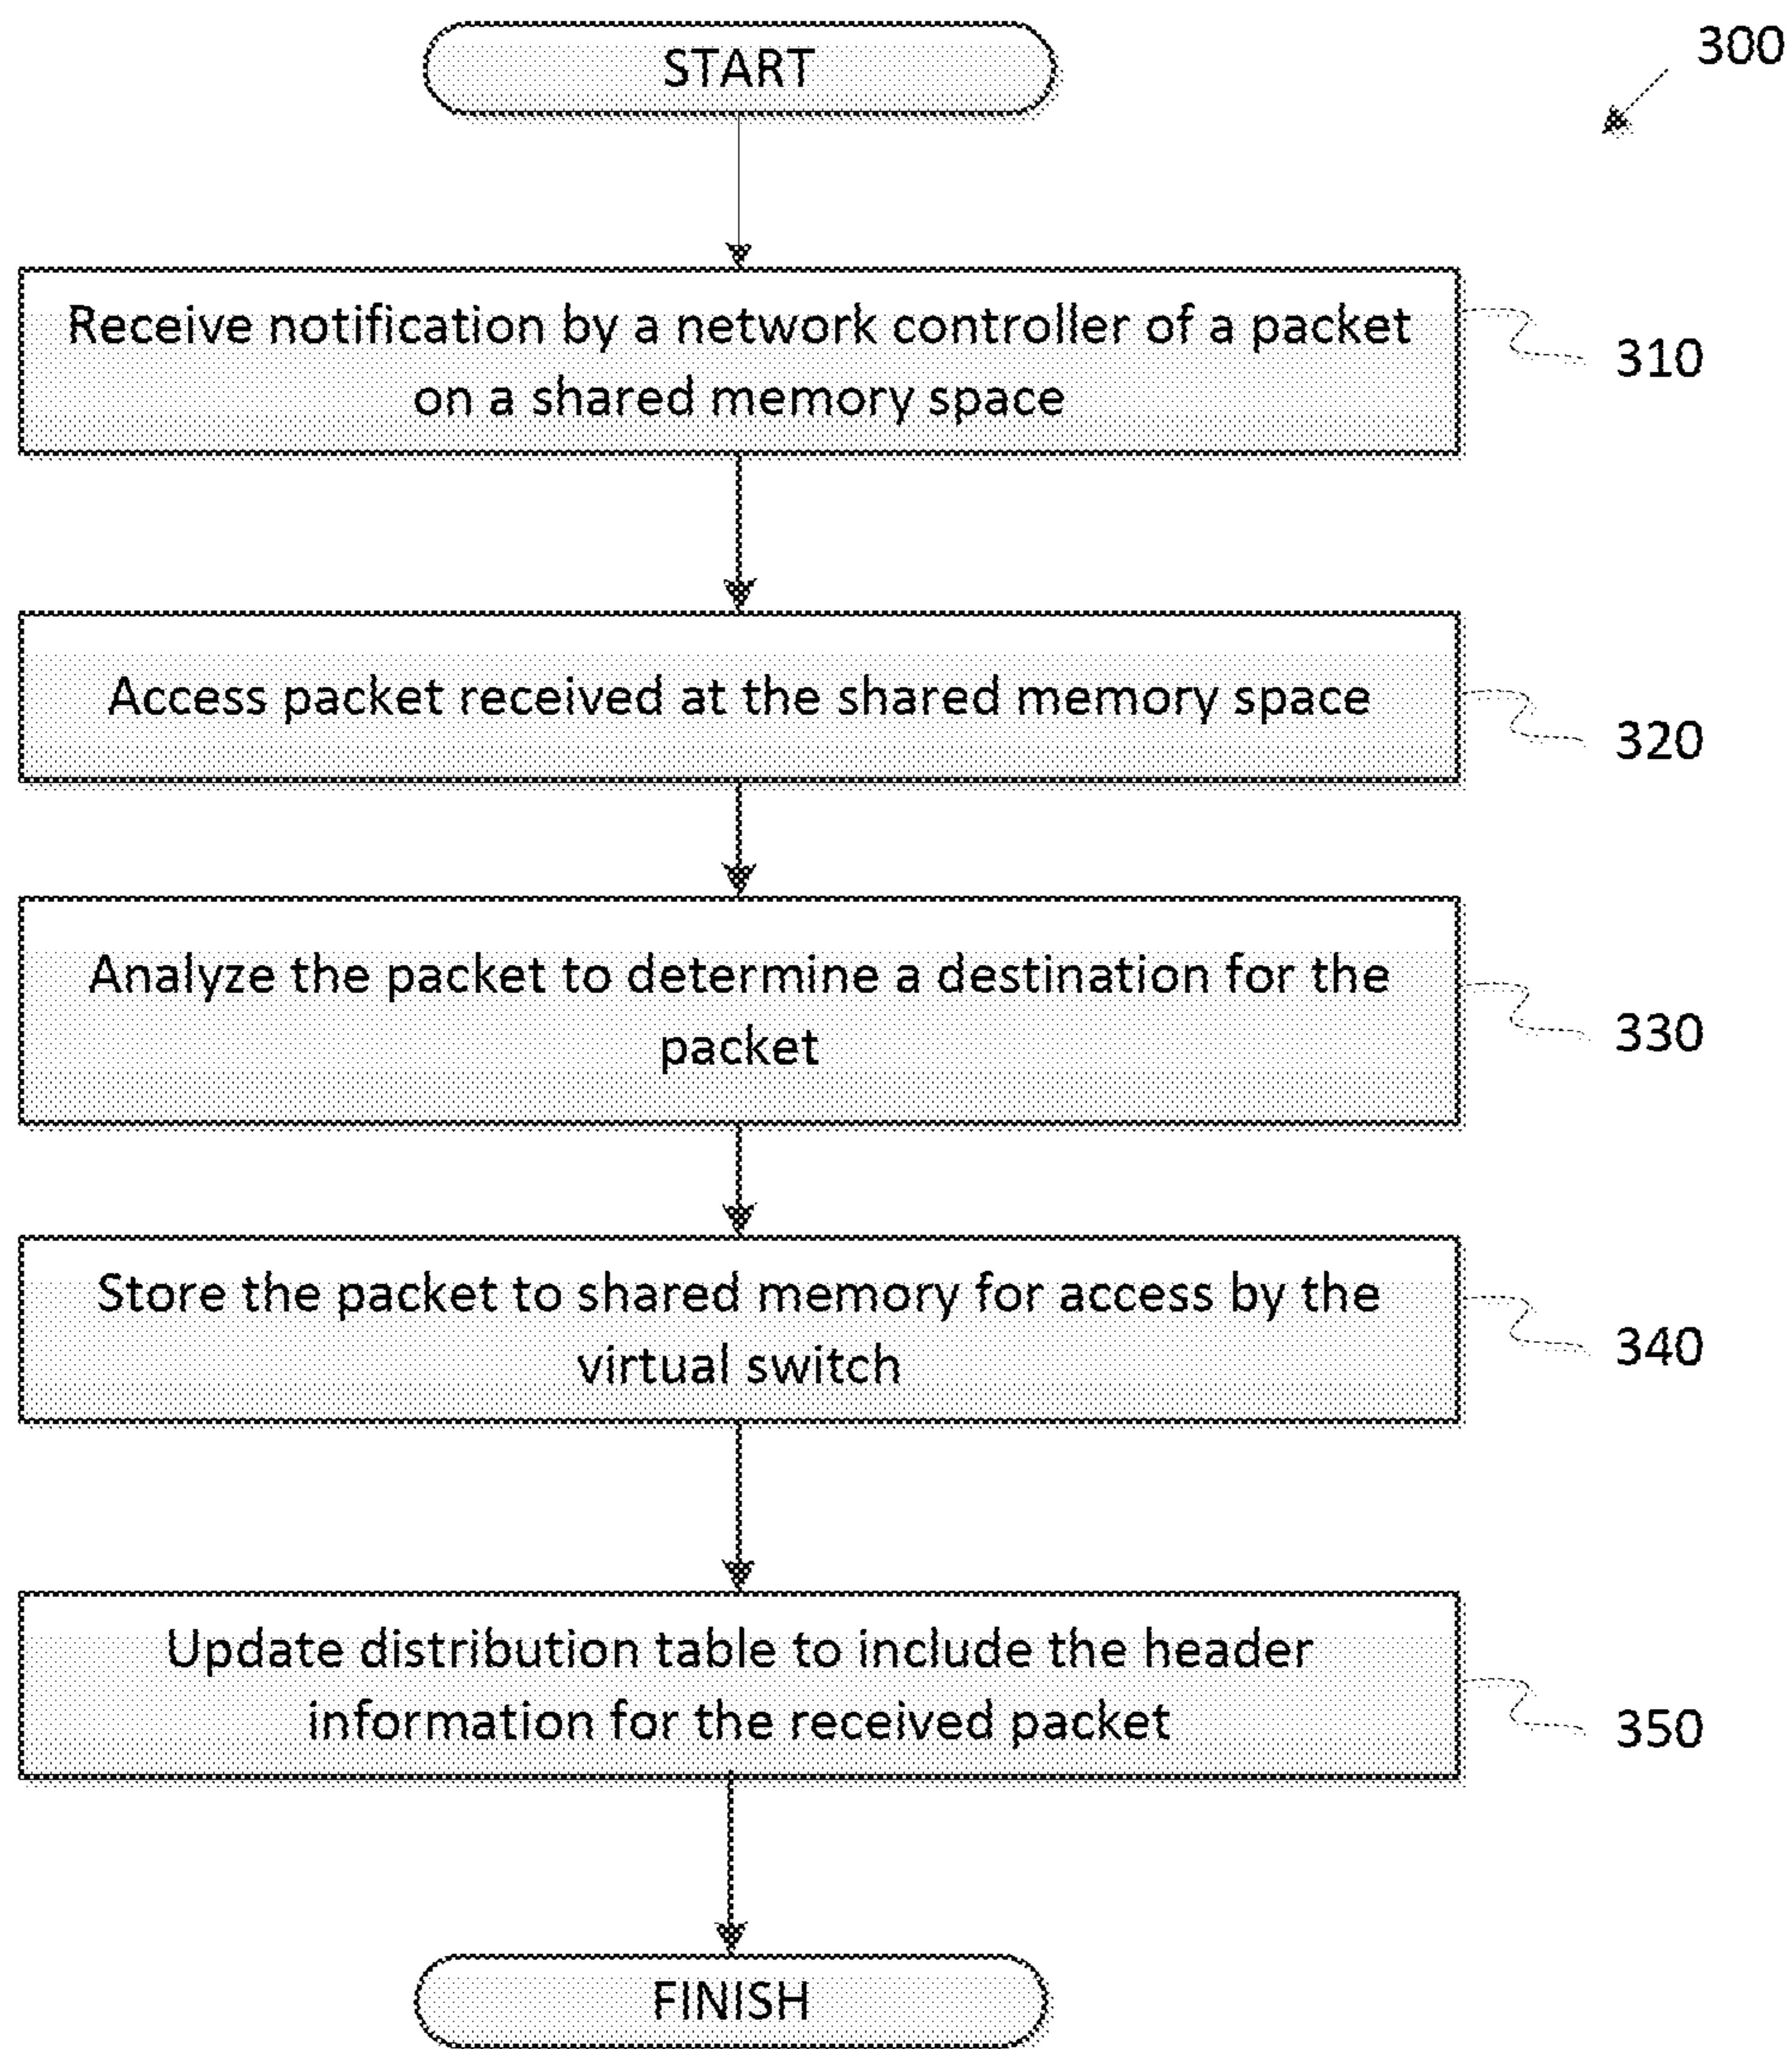 START
300
Receive notification by a network controller of a packet
on a shared memory space
310
Access packet received at the shared memory space
320
Analyze the packet to determine a destination for the
packet
330
Store the packet to shared memory for access by the
virtual switch
340
Update distribution table to include the header
information for the received packet
350
FINISH